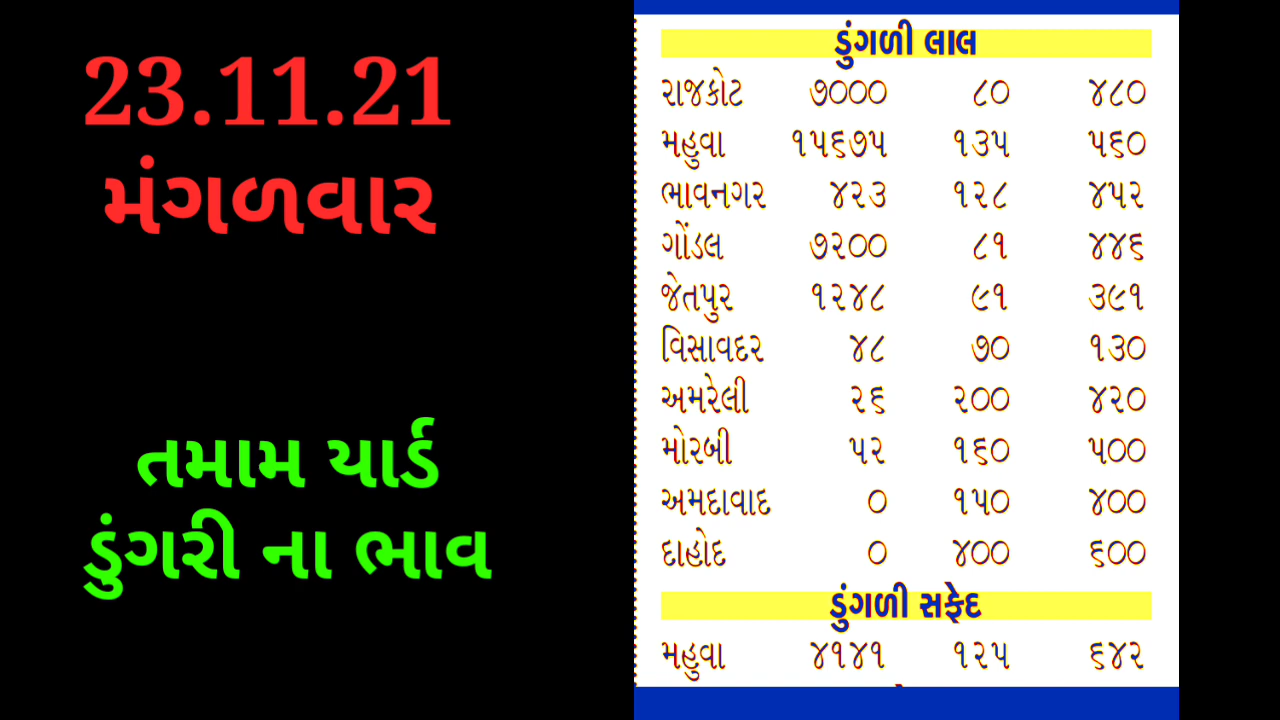 23.11.21
મંગળવાર
તમામ યાર્ડ
ડુંગરી ના ભાવ
ડુંગળી લાલ
રાજકોટ ૭૦૦૦ ૮૦ ૪૮૦
મહુવા ૧૫૬૭૫ ૧૩૫ ૫૬૦
ભાવનગર ૪૨૩ ૧૨૮ ૪૫૨
ગોંડલ ૭૨૦૦ ૮૧ ૪૪૬
જેતપુર ૧૨૪૮ ૯૧ ૩૯૧
વિસાવદર ૪૮ ૭૦ ૧૩૦
અમરેલી ૨૬ ૨૦૦ ૪૨૦
મોરબી ૫૨ ૧૬૦ ૫૦૦
અમદાવાદ ૦ ૧૫૦ ૪૦૦
દાહોદ ૦ ૪૦૦ ૬૦૦
ડુંગળી સફેદ
મહુવા ૪૧૪૧ ૧૨૫ ૬૪૨